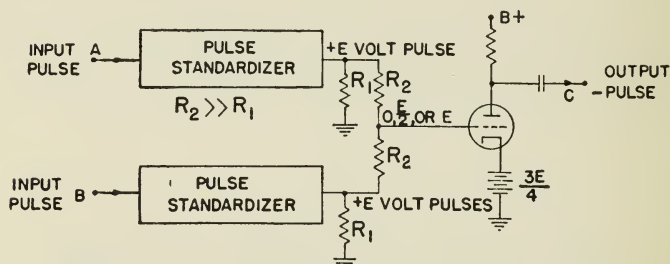 INPUT A
PULSE
PULSE
STANDARDIZER
+E VOLT PULSE
R₂ >> R₁
R₁
R₂
0, E/2, OR E
B+
OUTPUT
C
- PULSE
R₂
INPUT
PULSE B
PULSE
STANDARDIZER
+E VOLT PULSES
R₁
3E/4